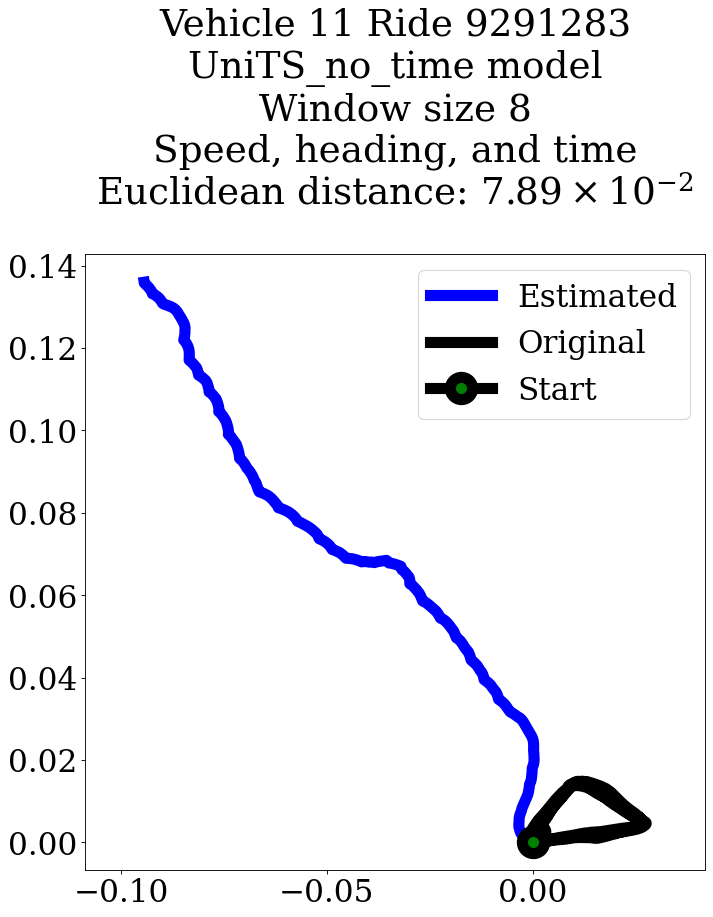 Vehicle 11 Ride 9291283
UniTS_no_time model
Window size 8
Speed, heading, and time
Euclidean distance: 7.89 × 10⁻²
0.14
0.12
0.10
0.08
0.06
0.04
0.02
0.00
−0.10
−0.05
0.00
Estimated
Original
Start